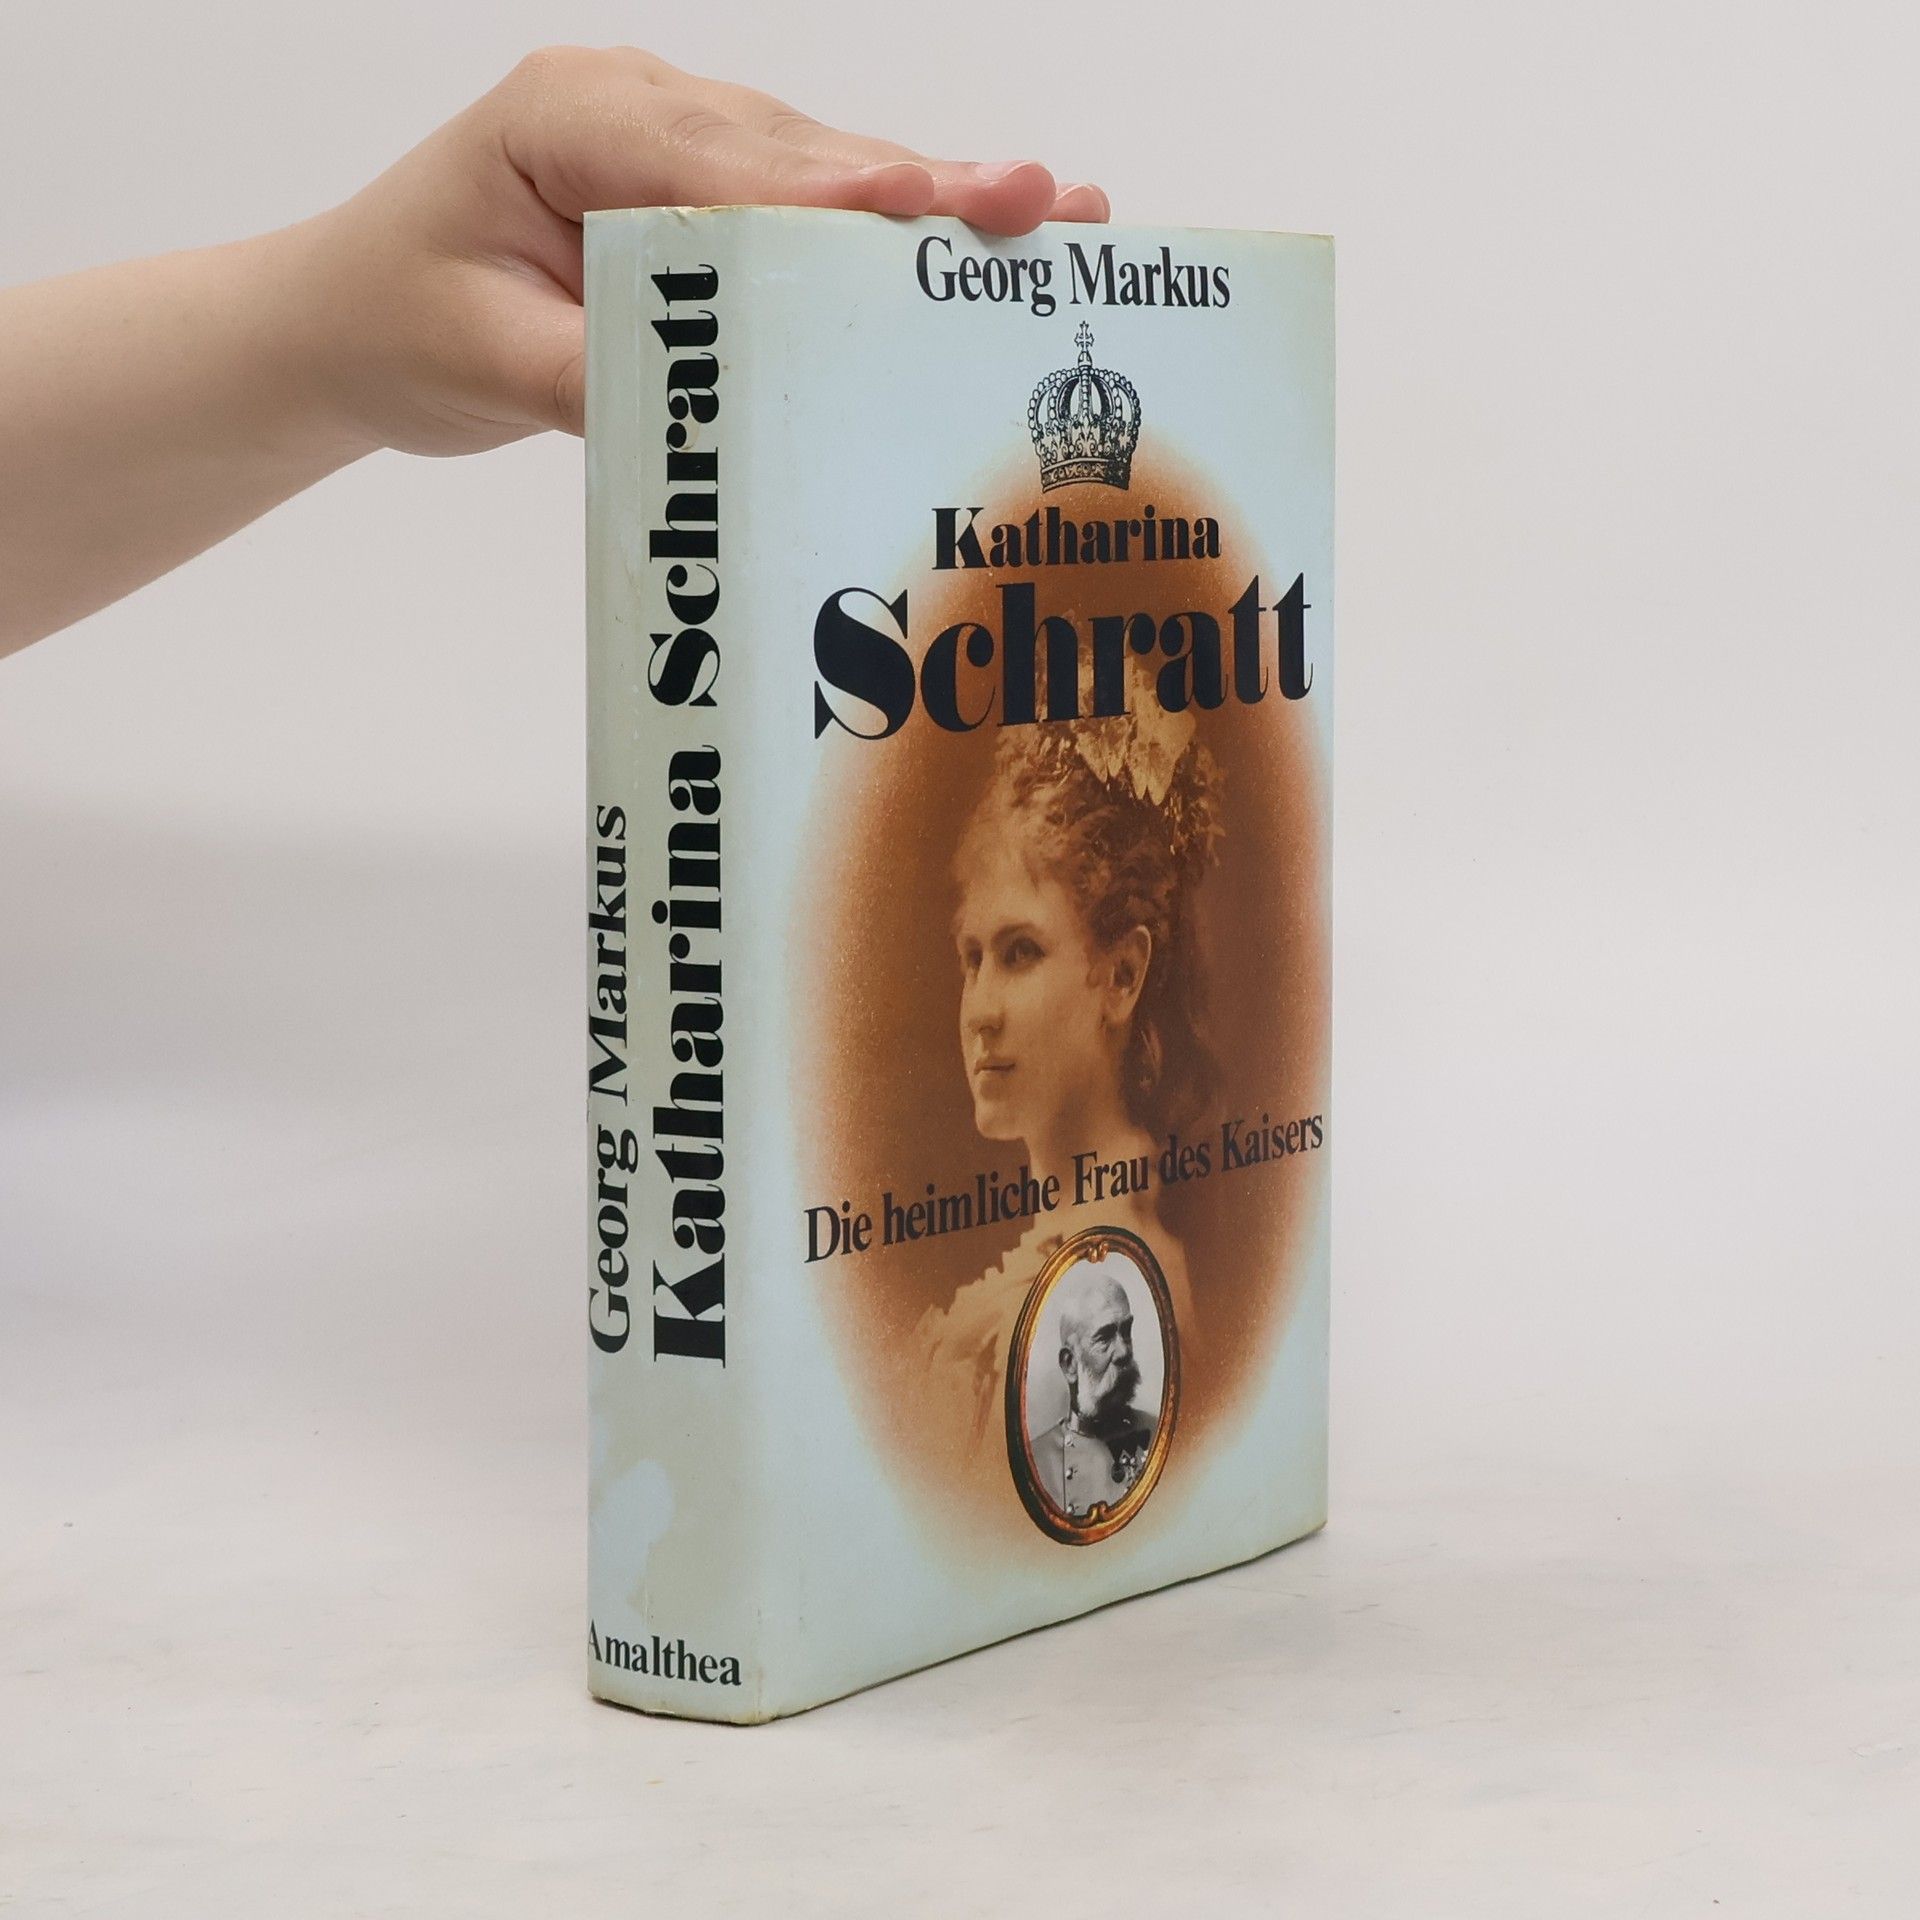 Georg Markus
Katharina Schratt
Amalthea
Georg Markus
Katharina
Schratt
Die heimliche Frau des Kaisers